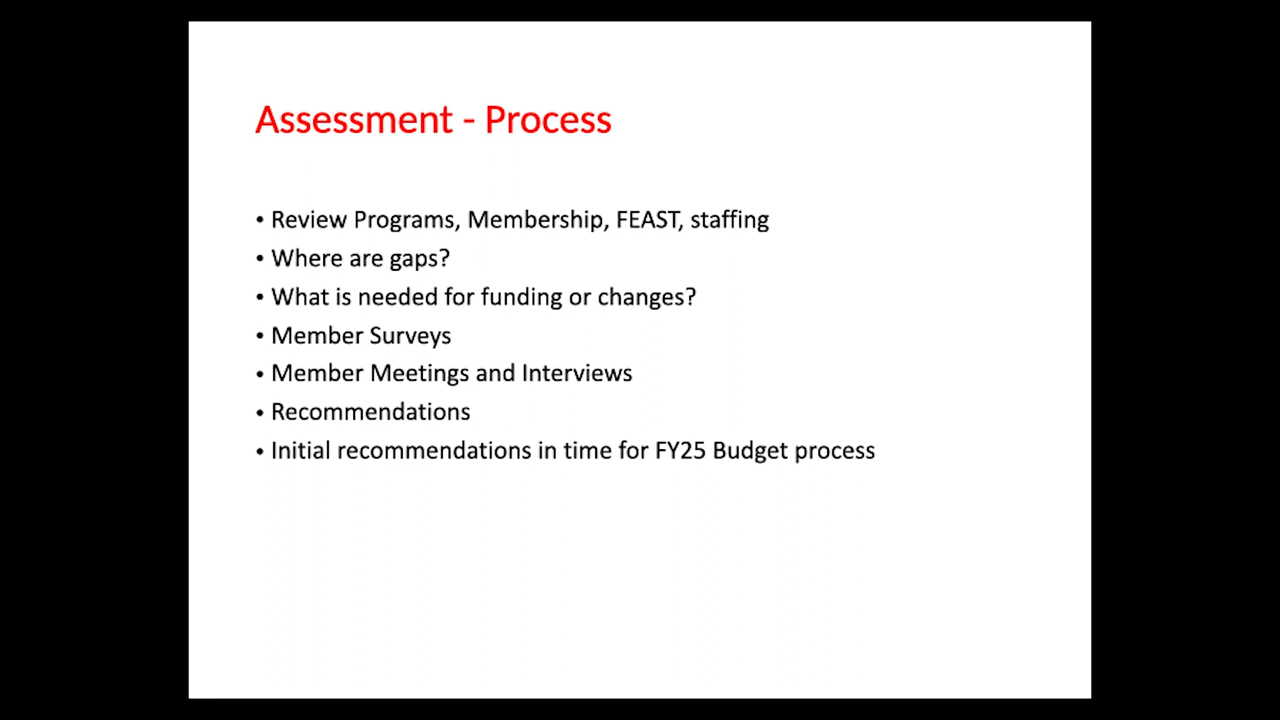 Assessment - Process
• Review Programs, Membership, FEAST, staffing
• Where are gaps?
• What is needed for funding or changes?
• Member Surveys
• Member Meetings and Interviews
• Recommendations
• Initial recommendations in time for FY25 Budget process